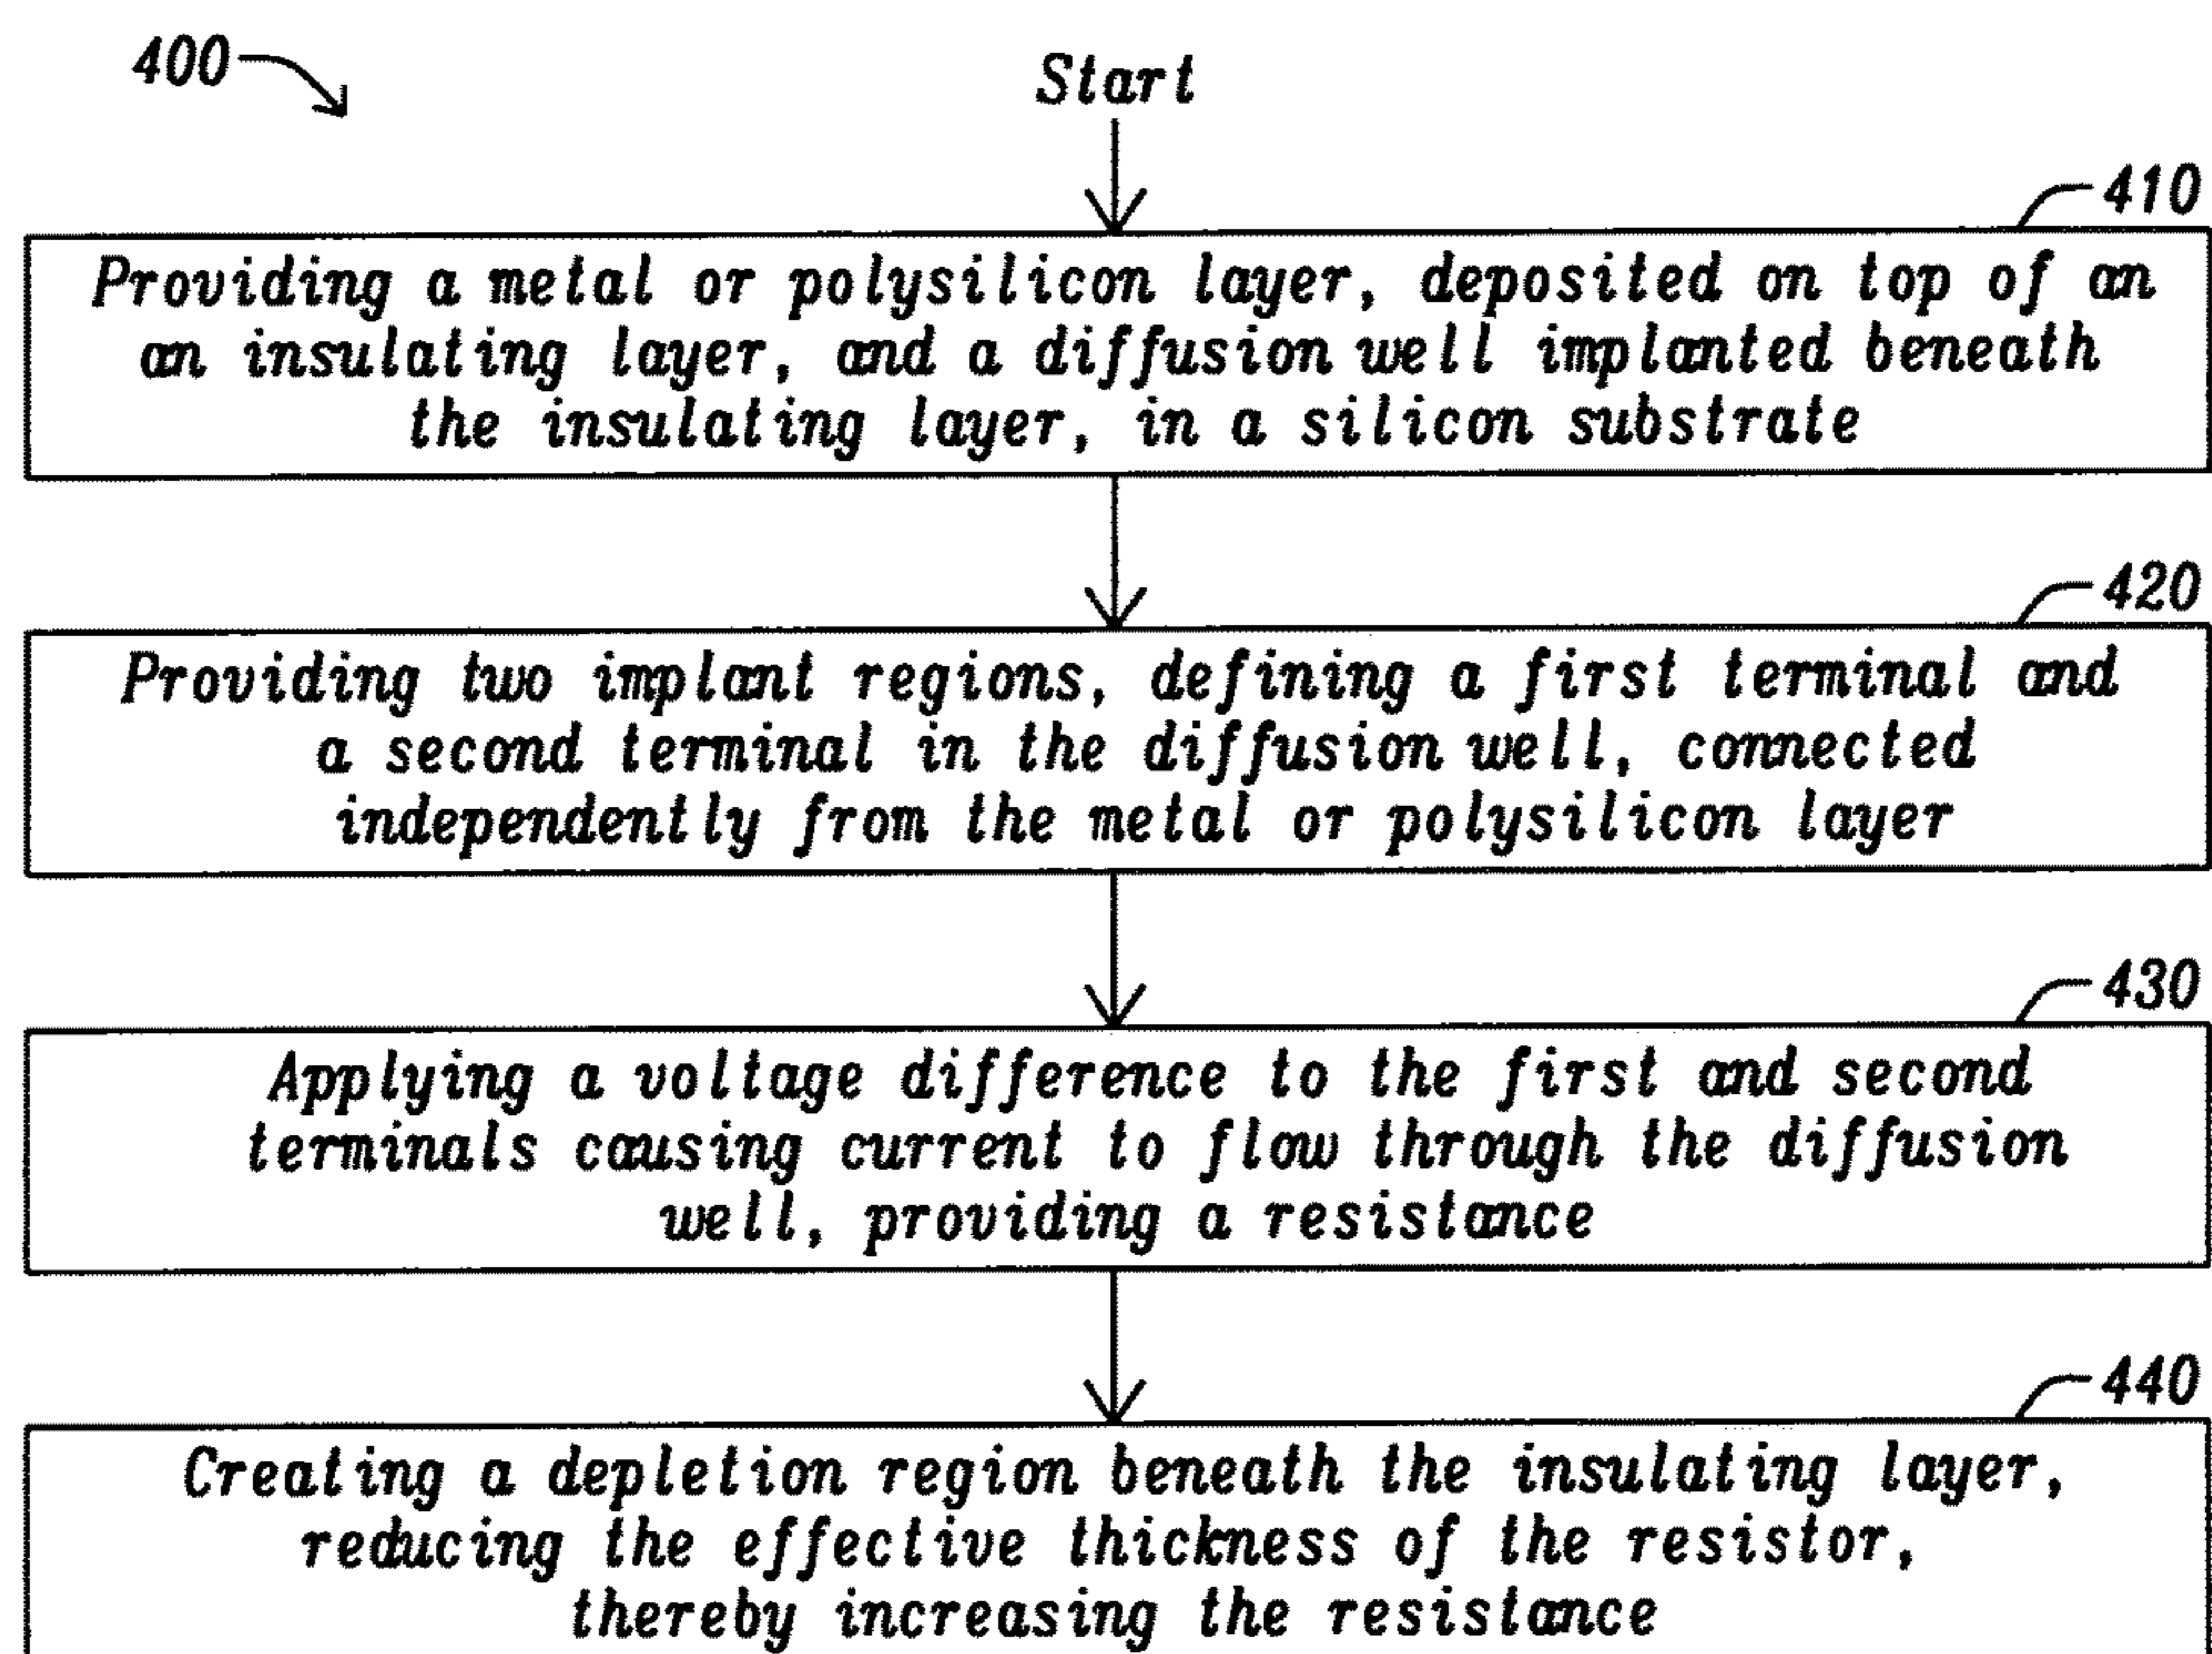 400
Start
410
Providing a metal or polysilicon layer, deposited on top of an
an insulating layer, and a diffusion well implanted beneath
the insulating layer, in a silicon substrate
420
Providing two implant regions, defining a first terminal and
a second terminal in the diffusion well, connected
independently from the metal or polysilicon layer
430
Applying a voltage difference to the first and second
terminals causing current to flow through the diffusion
well, providing a resistance
440
Creating a depletion region beneath the insulating layer,
reducing the effective thickness of the resistor,
thereby increasing the resistance